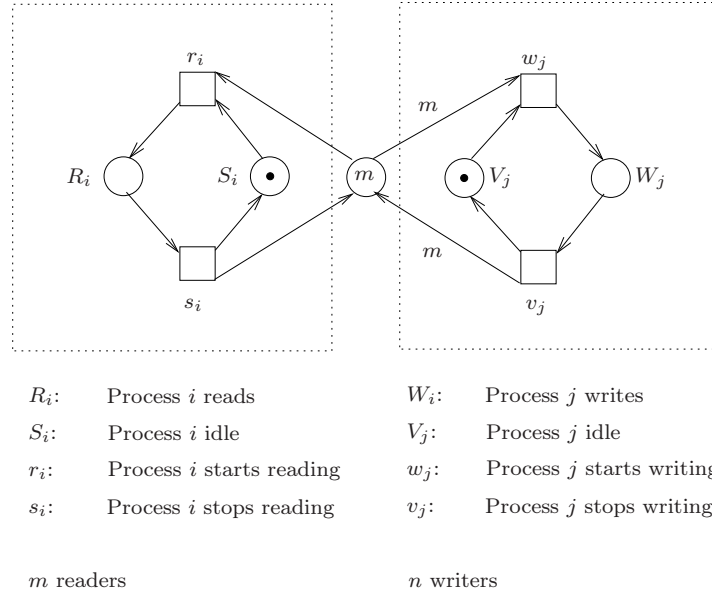 r_i w_j
m
R_i S_i m V_j W_j
m
s_i v_j
R_i: Process i reads W_i: Process j writes
S_i: Process i idle V_j: Process j idle
r_i: Process i starts reading w_j: Process j starts writing
s_i: Process i stops reading v_j: Process j stops writing
m readers n writers